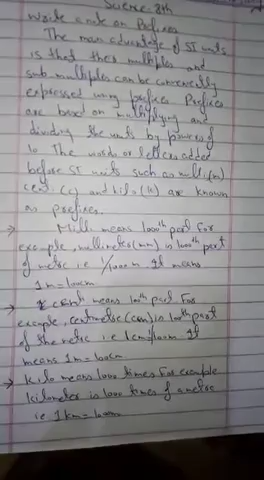 Science 7th
Write a note on Prefixes
The main advantage of SI units
is that their multiples and
sub multiples can be conveniently
expressed using prefixes Prefixes
are based on multiplying and
dividing the units by powers of
10 The words or letters added
before SI units such as milli (m)
centi (c) and kilo (k) are known
as prefixes.
→ Milli means 1000th part For
example, millimetre (mm) is 1000th part
of metre i.e 1/1000 m It means
1m = 1000m
→ centi means 100th part For
example, centimetre (cm) is 100th part
of the metre i.e 1cm = 1/100m It
means 1m = 100cm
→ kilo means 1000 times For example
kilometer is 1000 times of a metre
i.e 1 km = 1000m